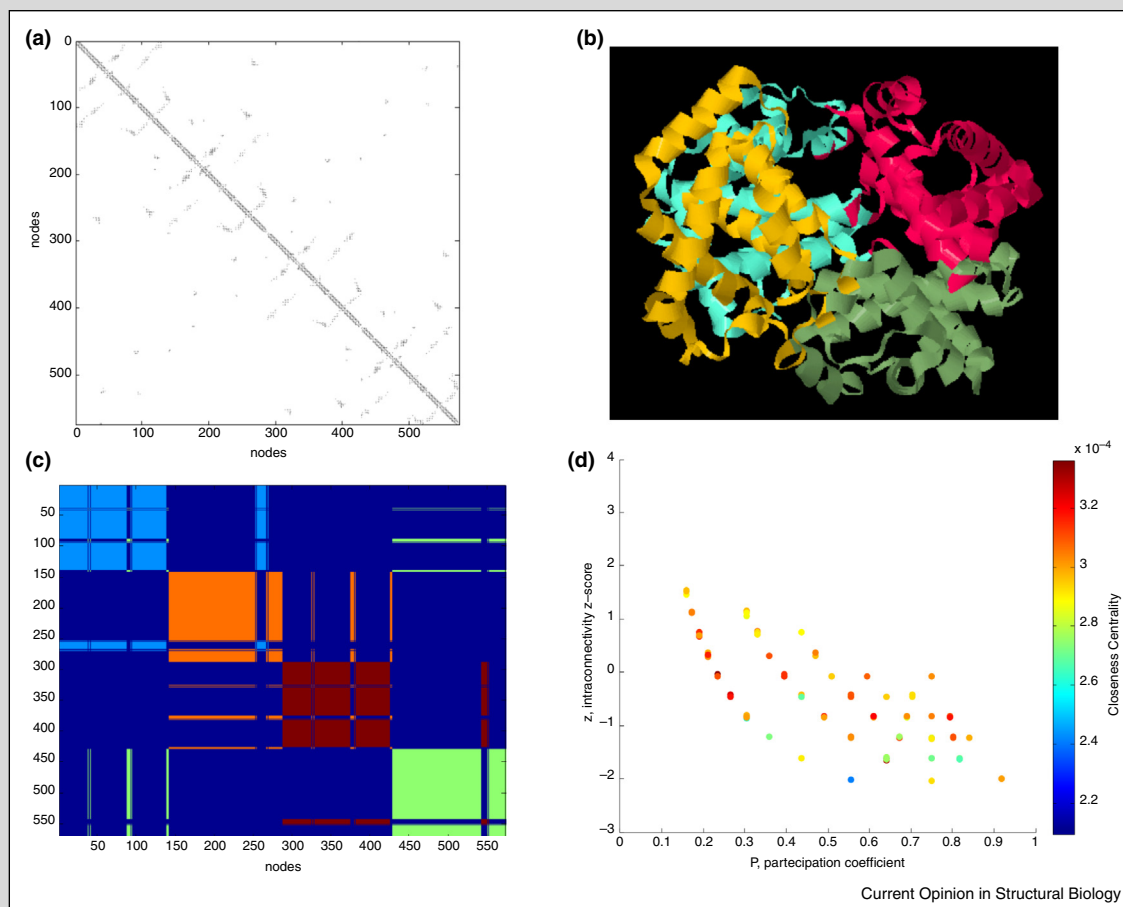 (a)
0
100
200
300
400
500
nodes
0 100 200 300 400 500
nodes
(b)
(c)
50
100
150
200
250
300
350
400
450
500
550
50 100 150 200 250 300 350 400 450 500 550
nodes
(d)
4
3
2
1
0
−1
−2
−3
z, intraconnectivity z−score
0 0.1 0.2 0.3 0.4 0.5 0.6 0.7 0.8 0.9 1
P, partecipation coefficient
x 10⁻⁴
3.2
3
2.8
2.6
2.4
2.2
Closeness Centrality
Current Opinion in Structural Biology